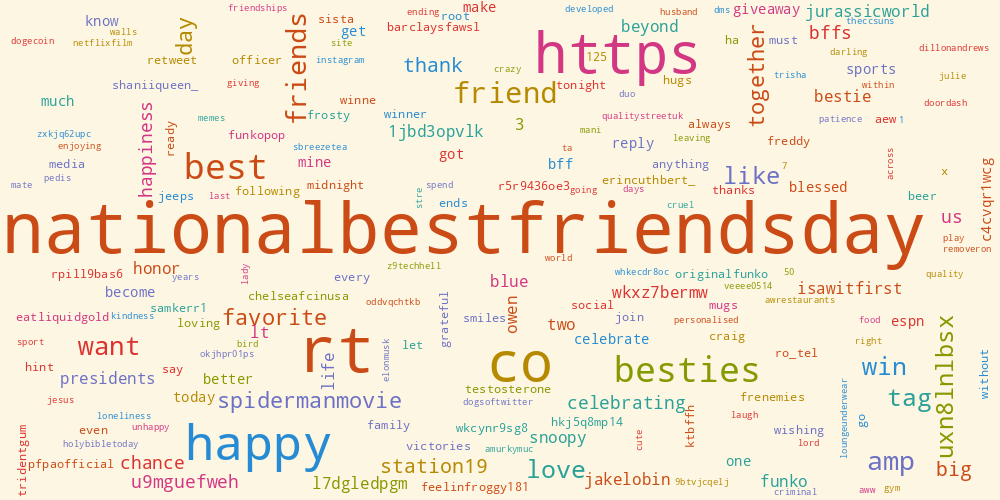 friendships
ending
make
developed
husband
dms
giveaway
jurassicworld
know
walls
dogecoin
netflixfilm
day
friends
sista
get
site
root
barclaysfawsl
https
125
beyond
theccsuns
bffs
ha
must
darling
dillonandrews
retweet
officer
instagram
thank
crazy
friend
tonight
hugs
together
trisha
sports
within
julie
shaniiqueen_
giving
duo
bestie
doordash
much
happiness
memes
winne
frosty
winner
1jbd3opvlk
3
qualitystreetuk
mani
always
patience
aew
1
zxkjq62upc
enjoying
ready
funkopop
sbreezetea
got
ta
reply
leaving
freddy
media
pedis
best
mine
bff
anything
like
7
across
x
c4cvqr1wcg
mate
jeeps
last
following
midnight
stre
spend
ends
r5r9436oe3
going
days
erincuthbert_
cruel
thanks
blessed
beer
us
nationalbestfriendsday
play
removeron
world
rpill9bas6
honor
years
lady
every
z9techhell
blue
whkecdr8oc
originalfunko
50
quality
become
samkerr1
chelseafcinusa
oddvqchtkb
grateful
owen
wkxz7bermw
veeee0514
isawitfirst
awrestaurants
eatliquidgold
kindness
loving
favorite
lt
smiles
two
social
join
mugs
personalised
food
espn
sport
want
bird
okjhpr01ps
rt
life
elonmusk
let
co
celebrate
craig
right
uxn8lnlbsx
hint
say
presidents
better
besties
ro_tel
win
without
jesus
today
spidermanmovie
testosterone
dogsoftwitter
celebrating
frenemies
loungeunderwear
tag
loneliness
even
unhappy
holybibletoday
happy
family
wkcynr9sg8
hkj5q8mp14
snoopy
cute
ktbffh
laugh
wishing
lord
go
tridentgum
pfpaofficial
chance
victories
amurkymuc
station19
love
jakelobin
one
amp
big
u9mguefweh
l7dgledpgm
feelinfroggy181
9btvjcqelj
funko
criminal
aww
gym